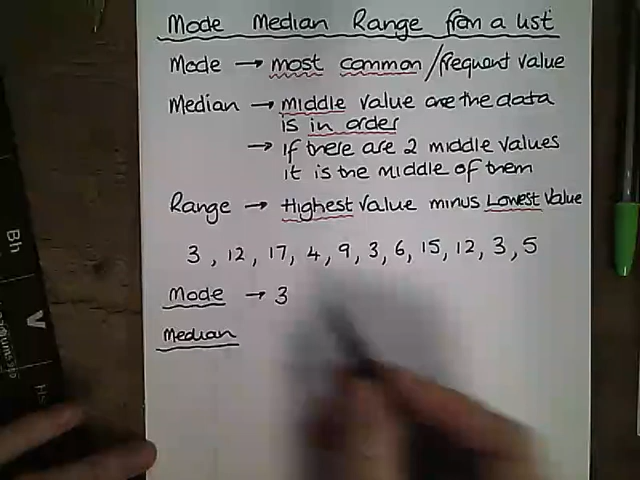 Mode Median Range from a list
Mode → most common/frequent value
Median → middle value once the data
is in order
→ If there are 2 middle values
it is the middle of them
Range → Highest value minus Lowest value
3, 12, 17, 4, 9, 3, 6, 15, 12, 3, 5
Mode → 3
Median
Bh
V